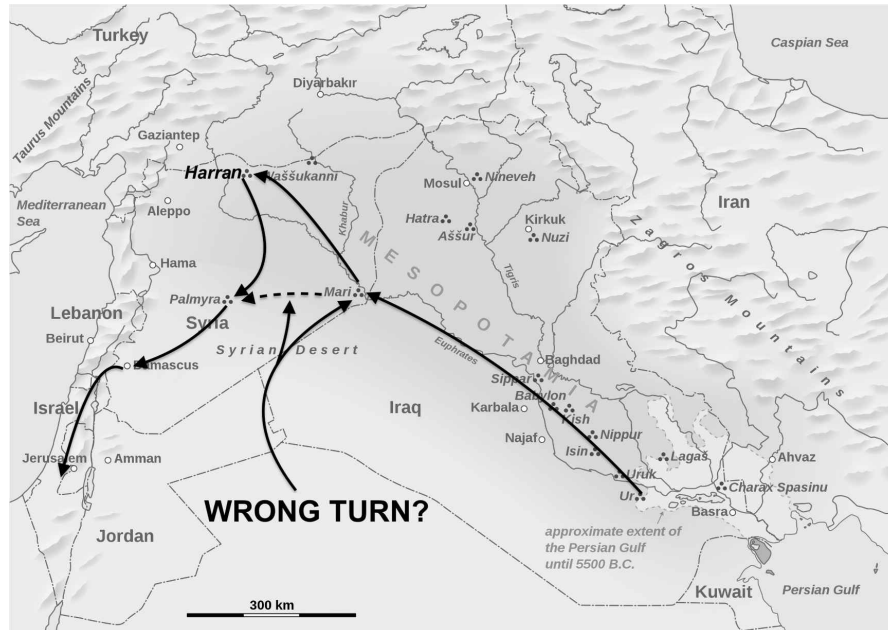 Turkey
Caspian Sea
Diyarbakır
Taurus Mountains
Gaziantep
Harran
Vaššukanni
Mosul
Nineveh
Iran
Mediterranean
Sea
Aleppo
Khabur
Hatra
Aššur
Kirkuk
Nuzi
Zagros Mountains
Hama
MESOPOTAMIA
Tigris
Palmyra
Mari
Lebanon
Syria
Beirut
Syrian Desert
Euphrates
Baghdad
Damascus
Sippar
Israel
Iraq
Karbala
Babylon
Kish
Najaf
Nippur
Isin
Lagaš
Ahvaz
Jerusalem
Amman
Uruk
Ur
Charax Spasinu
WRONG TURN?
Basra
Jordan
approximate extent of
the Persian Gulf
until 5500 B.C.
Kuwait
Persian Gulf
300 km